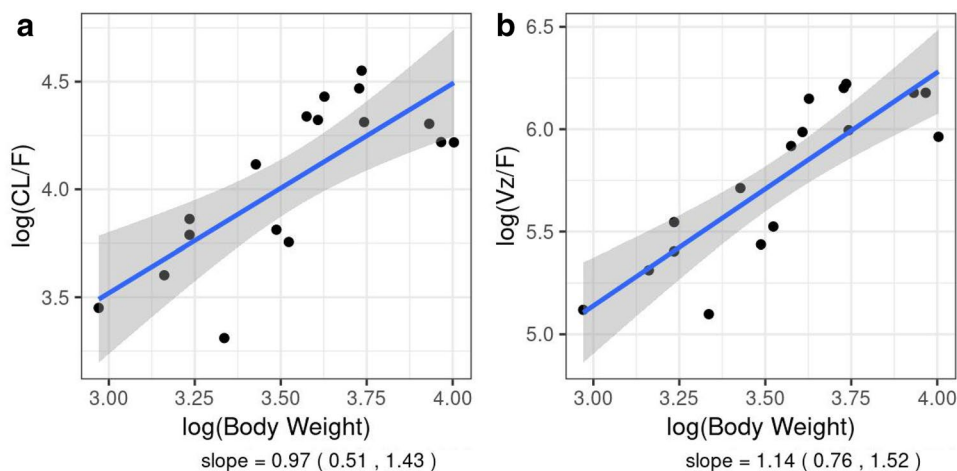 a
4.5
4.0
3.5
log(CL/F)
3.00 3.25 3.50 3.75 4.00
log(Body Weight)
slope = 0.97 ( 0.51 , 1.43 )
b
6.5
6.0
5.5
5.0
log(Vz/F)
3.00 3.25 3.50 3.75 4.00
log(Body Weight)
slope = 1.14 ( 0.76 , 1.52 )